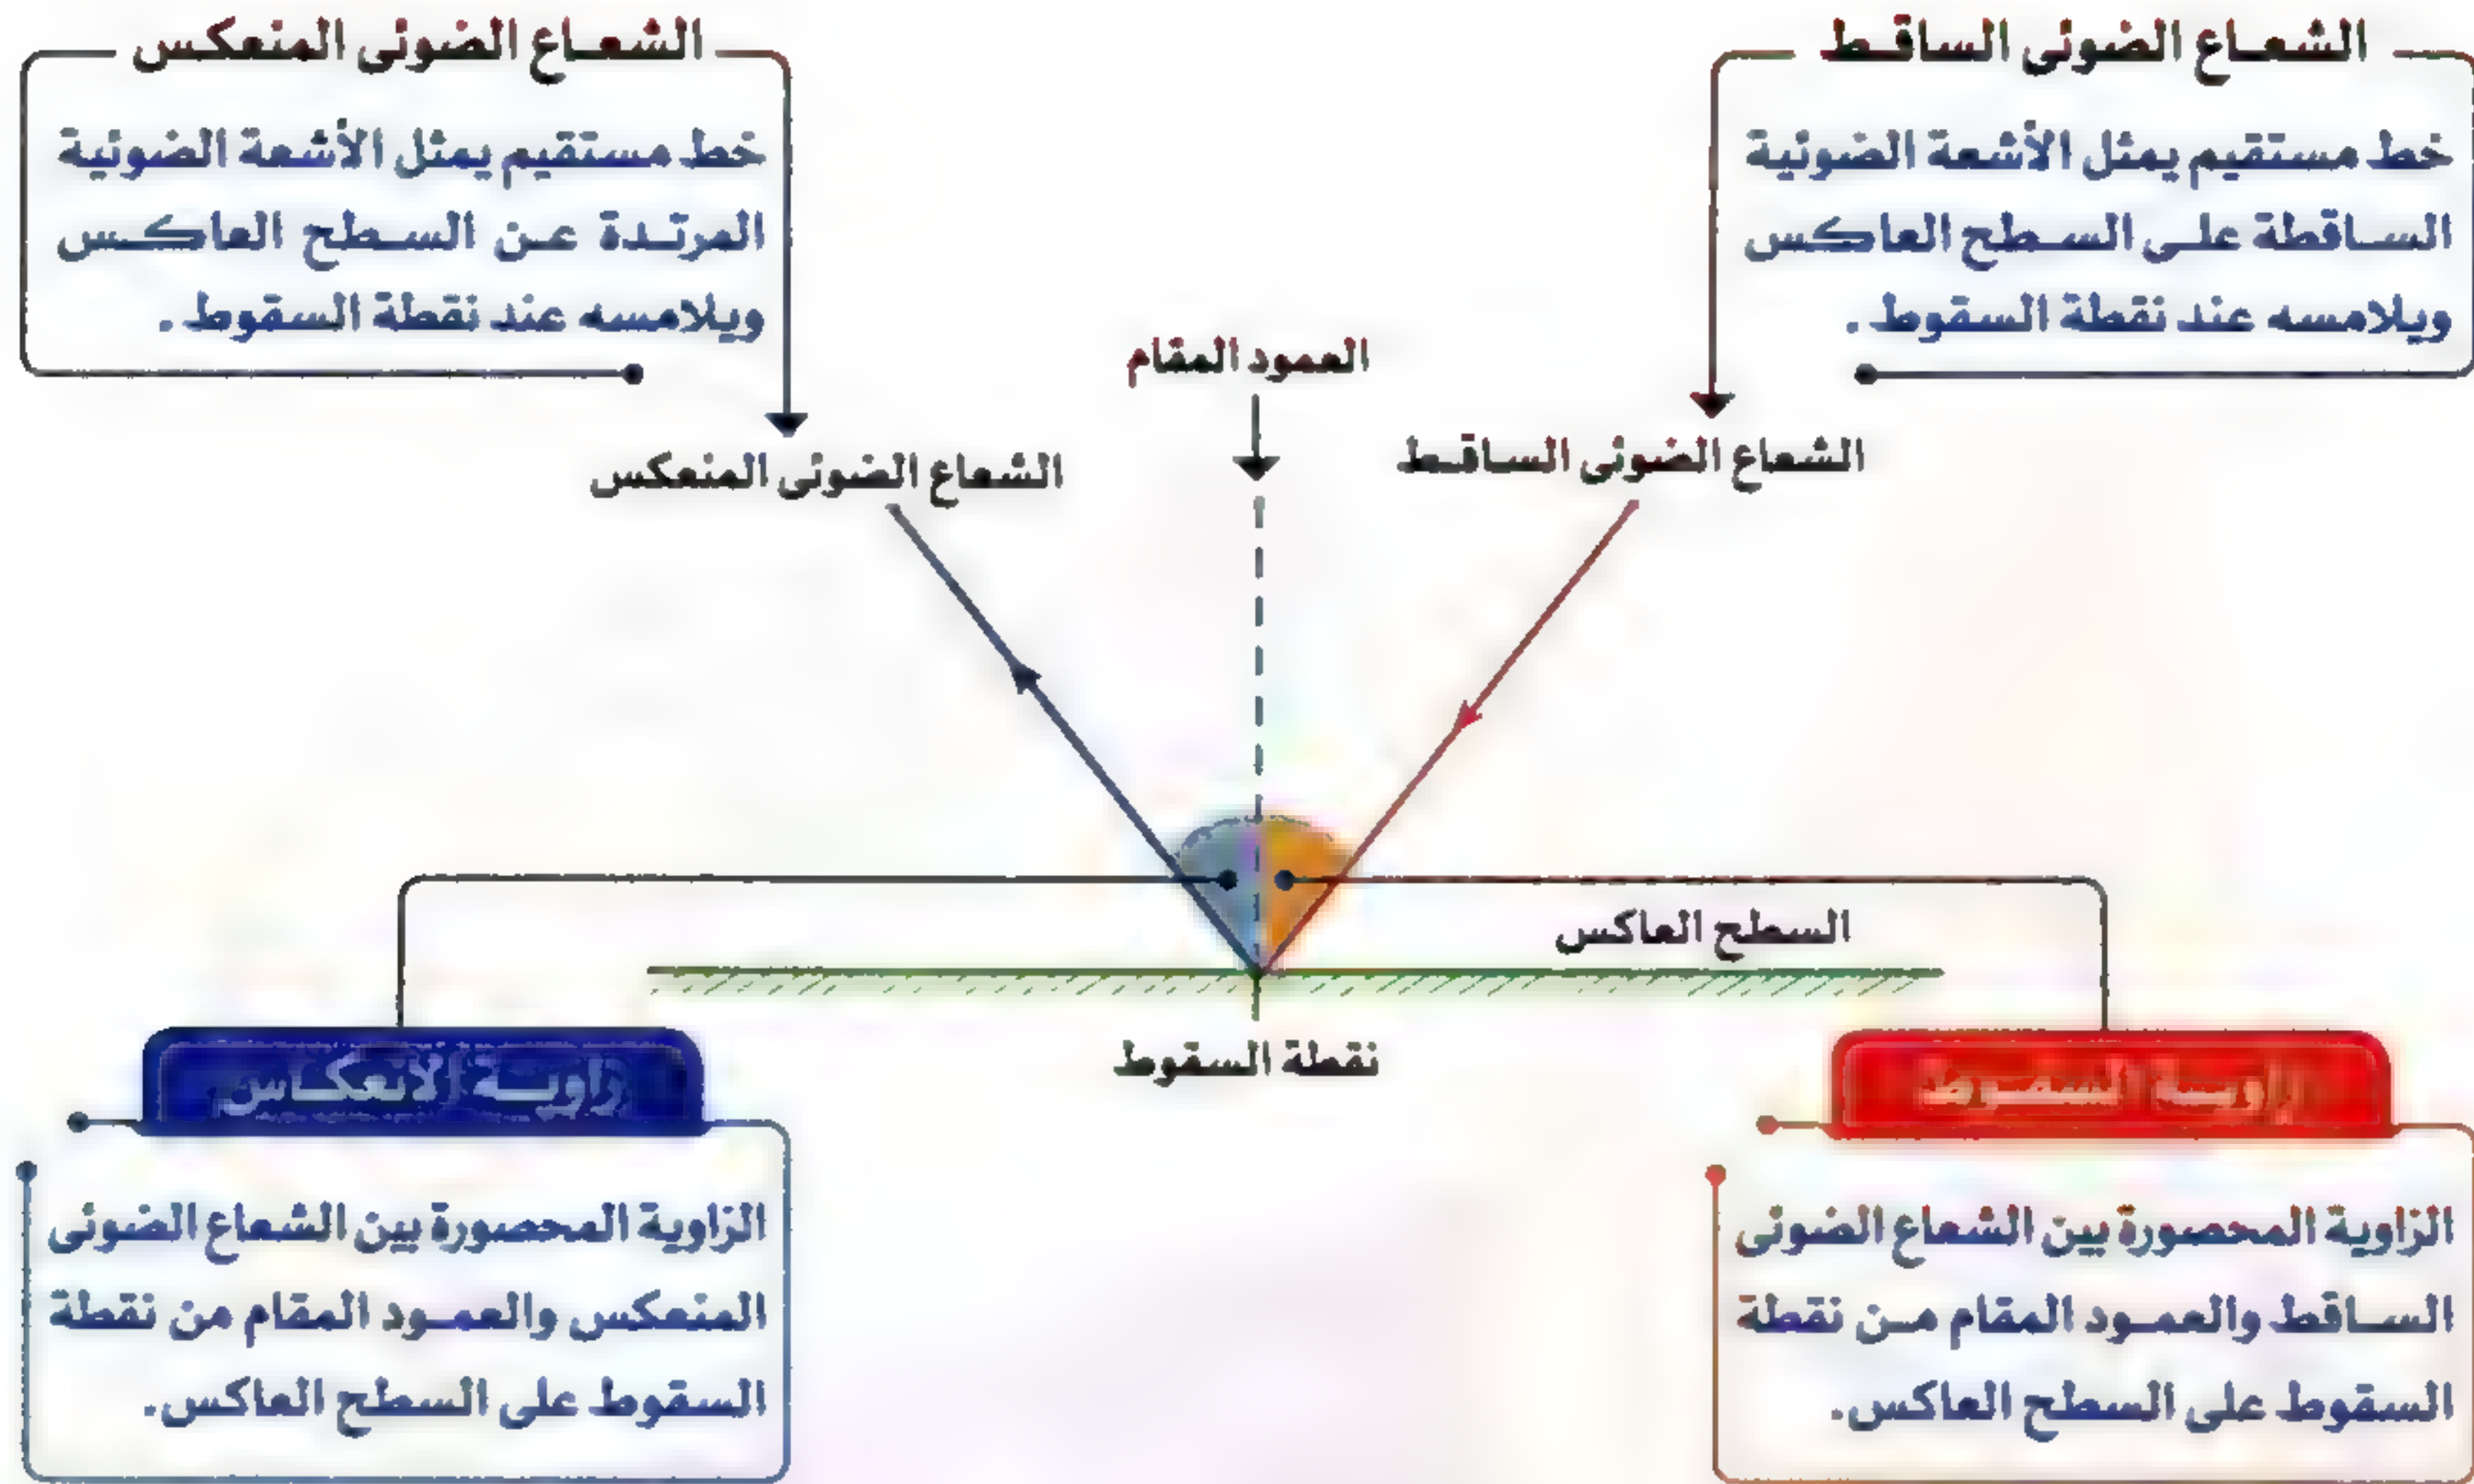 الشعاع الضوئى الساقط
خط مستقيم يمثل الأشعة الضوئية
الساقطة على السطح العاكس
ويلامسه عند نقطة السقوط.
الشعاع الضوئى المنعكس
خط مستقيم يمثل الأشعة الضوئية
المرتدة عن السطح العاكس
ويلامسه عند نقطة السقوط.
العمود المقام
الشعاع الضوئى الساقط
الشعاع الضوئى المنعكس
السطح العاكس
نقطة السقوط
زاوية السقوط
الزاوية المحصورة بين الشعاع الضوئى
الساقط والعمود المقام من نقطة
السقوط على السطح العاكس.
زاوية الانعكاس
الزاوية المحصورة بين الشعاع الضوئى
المنعكس والعمود المقام من نقطة
السقوط على السطح العاكس.